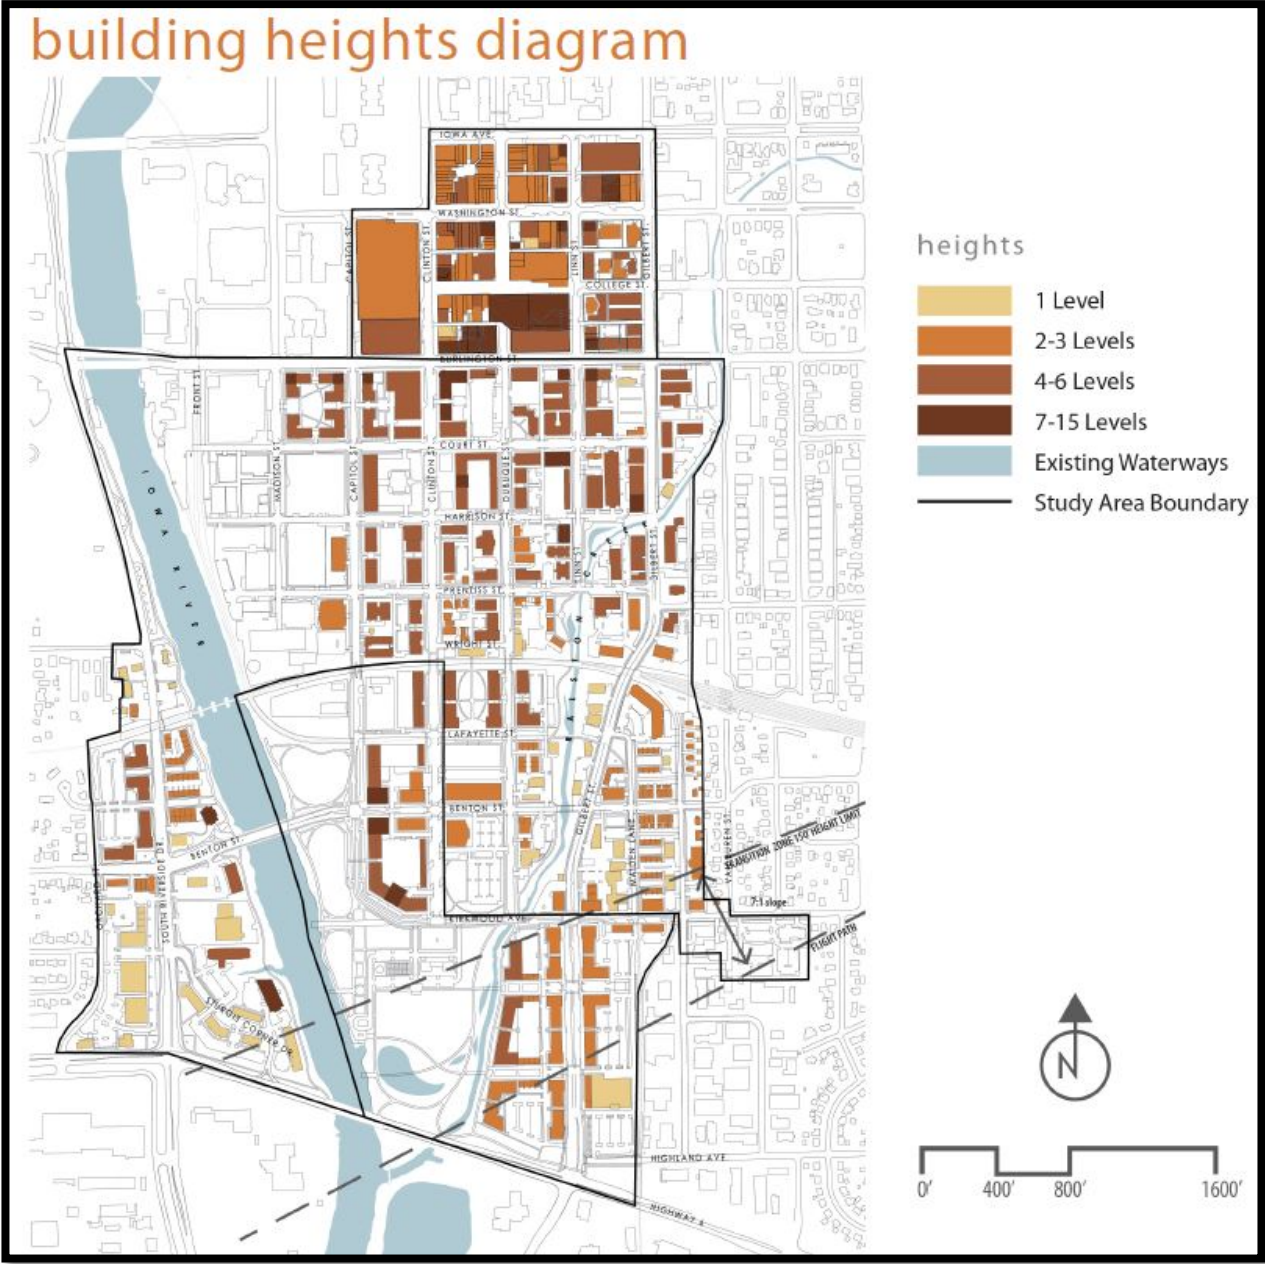 building heights diagram
IOWA AVE.
WASHINGTON ST.
CAPITOL ST.
CLINTON ST.
LINN ST.
GILBERT ST.
COLLEGE ST.
BURLINGTON ST.
FRONT ST.
COURT ST.
MADISON ST.
CAPITOL ST.
CLINTON ST.
DUBUQUE ST.
HARRISON ST.
IOWA RIVER
LINN ST.
GILBERT ST.
PRENTISS ST.
WRIGHT ST.
RALSTON CREEK
LAFAYETTE ST.
BENTON ST.
GILBERT ST.
MAIDEN LANE
VAN BUREN ST.
TRANSITION ZONE 150' HEIGHT LIMIT
BENTON ST.
SOUTH RIVERSIDE DR.
7:1 slope
KIRKWOOD AVE.
FLIGHT PATH
STURGIS CORNER DR.
HIGHLAND AVE.
HIGHWAY 6
heights
1 Level
2-3 Levels
4-6 Levels
7-15 Levels
Existing Waterways
Study Area Boundary
N
0' 400' 800' 1600'